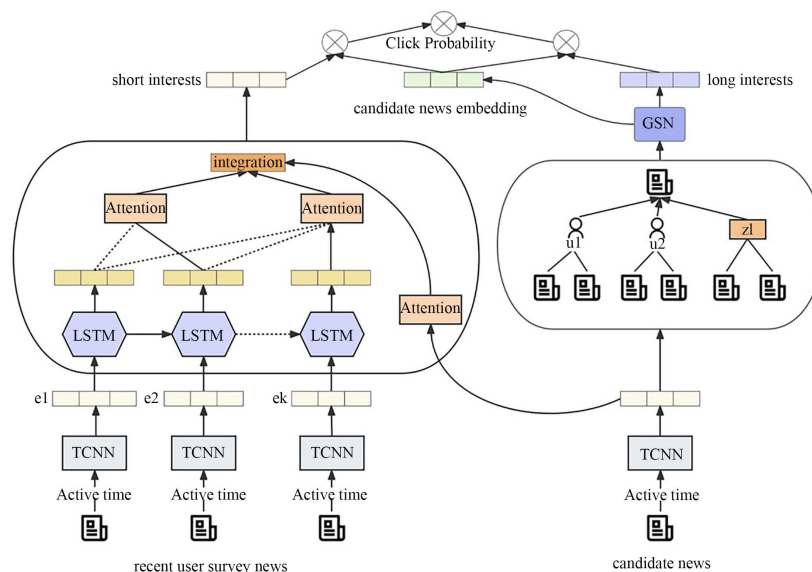 Click Probability
short interests
long interests
candidate news embedding
GSN
integration
Attention
Attention
u1
u2
z1
Attention
LSTM
LSTM
LSTM
e1
e2
ek
TCNN
TCNN
TCNN
TCNN
Active time
Active time
Active time
Active time
recent user survey news
candidate news